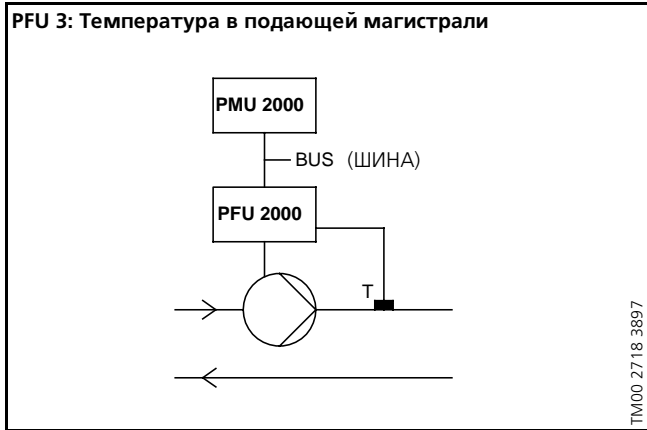 PFU 3: Температура в подающей магистрали
PMU 2000
BUS (ШИНА)
PFU 2000
T
TM00 2718 3897